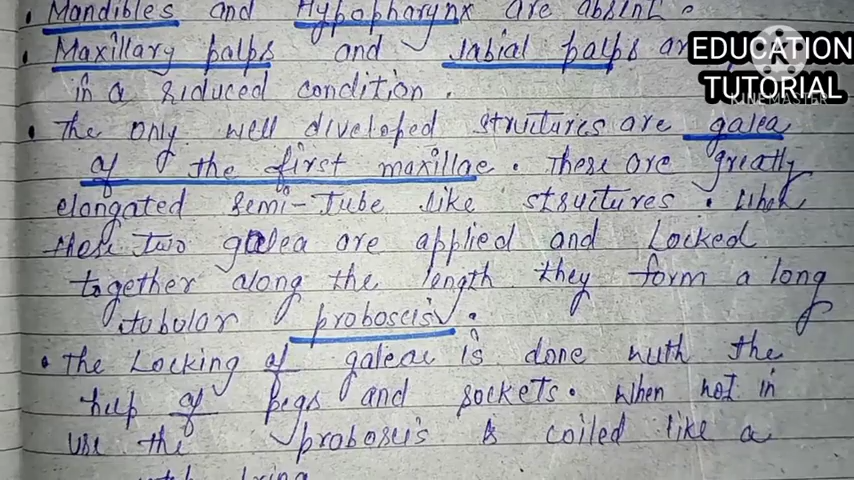 • Mandibles and Hypopharynx are absent.
• Maxillary palps and labial palps are
in a riduced condition.
• The only well diveloped structures are galea
of the first maxillae. These are greatly
elongated semi-Tube like structures. When
these two galea are applied and Locked
together along the length they form a long
tubular proboscis.
• The Locking of galeae is done with the
help of pegs and sockets. When not in
use the proboscis is coiled like a
EDUCATION
TUTORIAL
KINEMASTER